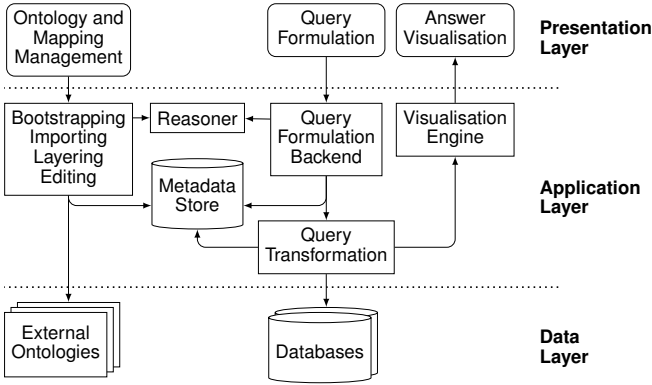 Ontology and
Mapping
Management
Query
Formulation
Answer
Visualisation
Presentation
Layer
Bootstrapping
Importing
Layering
Editing
Reasoner
Query
Formulation
Backend
Visualisation
Engine
Metadata
Store
Query
Transformation
Application
Layer
External
Ontologies
Databases
Data
Layer